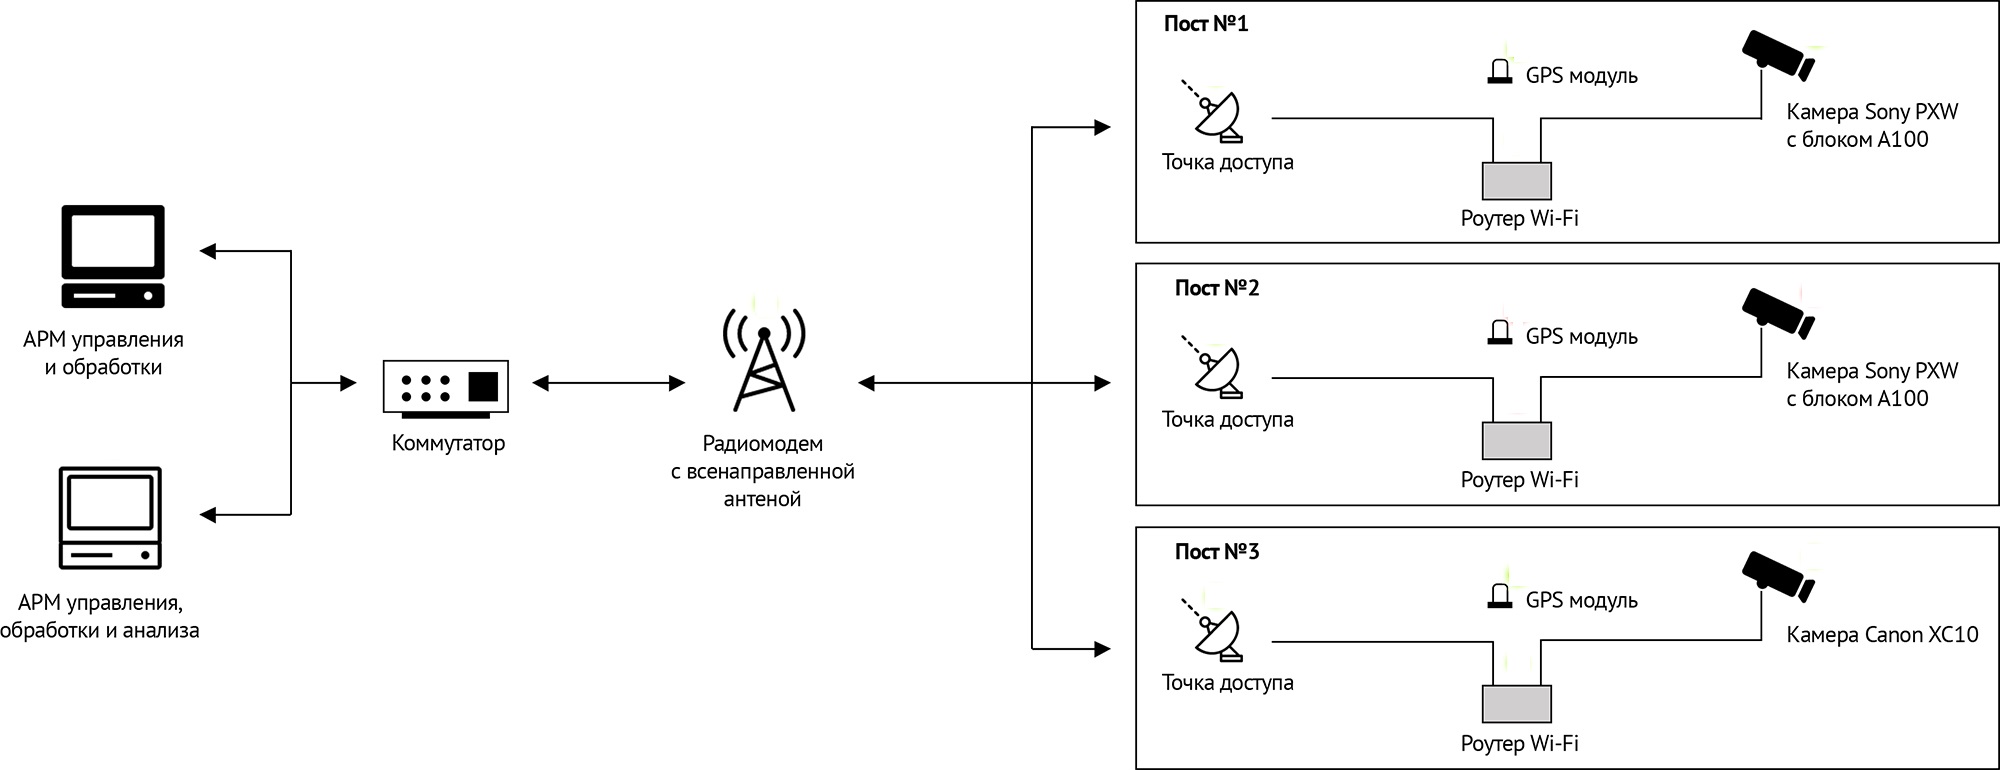 АРМ управления
и обработки
АРМ управления,
обработки и анализа
Коммутатор
Радиомодем
с всенаправленной
антеной
Пост №1
Точка доступа
GPS модуль
Роутер Wi-Fi
Камера Sony PXW
с блоком А100
Пост №2
Точка доступа
GPS модуль
Роутер Wi-Fi
Камера Sony PXW
с блоком А100
Пост №3
Точка доступа
GPS модуль
Роутер Wi-Fi
Камера Canon XC10